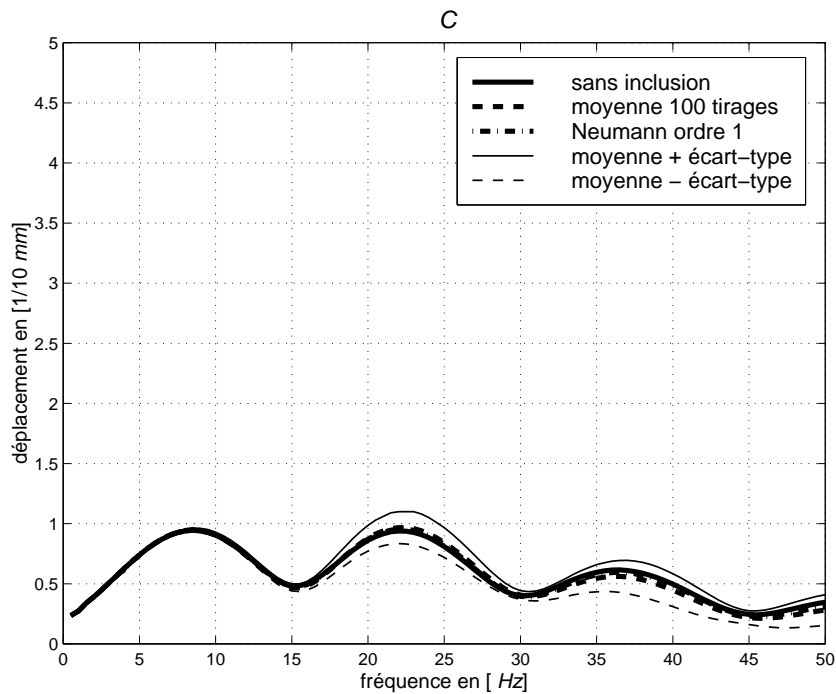 C
5
4.5
4
3.5
3
2.5
2
1.5
1
0.5
0
déplacement en [1/10 mm]
sans inclusion
moyenne 100 tirages
Neumann ordre 1
moyenne + écart−type
moyenne − écart−type
0 5 10 15 20 25 30 35 40 45 50
fréquence en [ Hz]